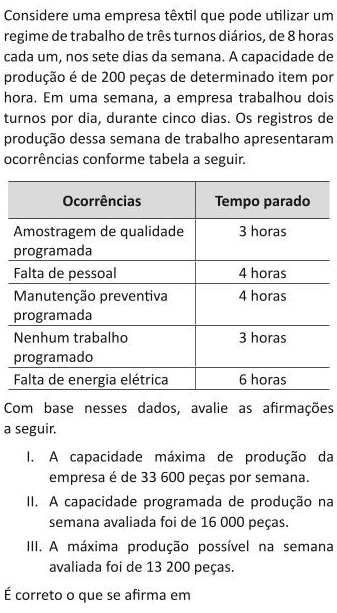 Considere uma empresa têxtil que pode utilizar um
regime de trabalho de três turnos diários, de 8 horas
cada um, nos sete dias da semana. A capacidade de
produção é de 200 peças de determinado item por
hora. Em uma semana, a empresa trabalhou dois
turnos por dia, durante cinco dias. Os registros de
produção dessa semana de trabalho apresentaram
ocorrências conforme tabela a seguir.
Ocorrências Tempo parado
Amostragem de qualidade 3 horas
programada
Falta de pessoal 4 horas
Manutenção preventiva 4 horas
programada
Nenhum trabalho 3 horas
programado
Falta de energia elétrica 6 horas
Com base nesses dados, avalie as afirmações
a seguir.
I. A capacidade máxima de produção da
empresa é de 33 600 peças por semana.
II. A capacidade programada de produção na
semana avaliada foi de 16 000 peças.
III. A máxima produção possível na semana
avaliada foi de 13 200 peças.
É correto o que se afirma em